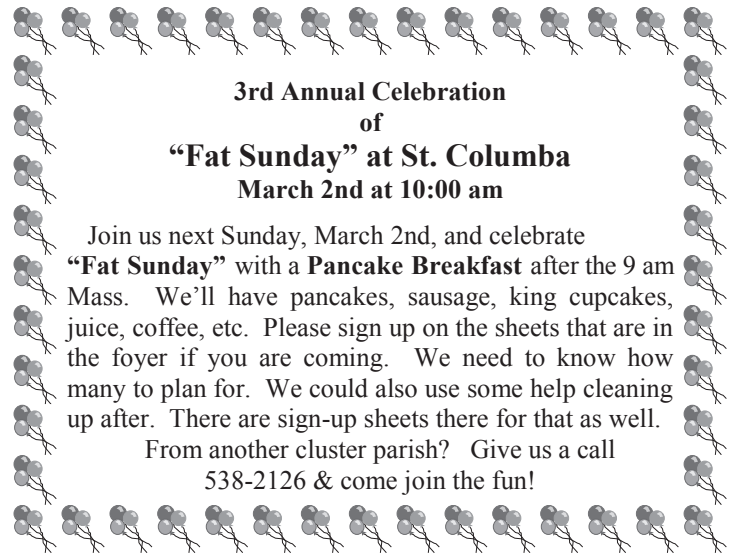 3rd Annual Celebration
of
“Fat Sunday” at St. Columba
March 2nd at 10:00 am
Join us next Sunday, March 2nd, and celebrate
“Fat Sunday” with a Pancake Breakfast after the 9 am
Mass. We’ll have pancakes, sausage, king cupcakes,
juice, coffee, etc. Please sign up on the sheets that are in
the foyer if you are coming. We need to know how
many to plan for. We could also use some help cleaning
up after. There are sign-up sheets there for that as well.
From another cluster parish? Give us a call
538-2126 & come join the fun!